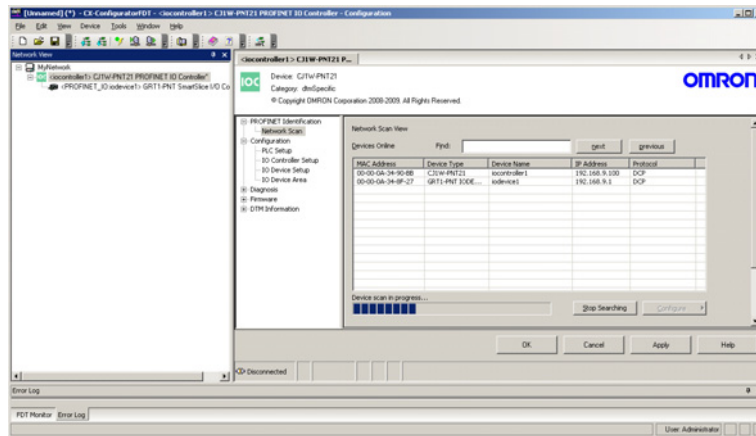 [Unnamed] (*) - CX-ConfiguratorFDT - <iocontroller1> CJ1W-PNT21 PROFINET IO Controller - Configuration
File Edit View Device Tools Window Help
Network View
MyNetwork
<iocontroller1> CJ1W-PNT21 PROFINET IO Controller*
<PROFINET_IO:iodevice1> GRT1-PNT SmartSlice I/O Co
<iocontroller1> CJ1W-PNT21 P...
IOC
Device: CJ1W-PNT21
Category: dtmSpecific
© Copyright OMRON Corporation 2008-2009. All Rights Reserved.
OMRON
PROFINET Identification
Network Scan
Configuration
PLC Setup
IO Controller Setup
IO Device Setup
IO Device Area
Diagnosis
Firmware
DTM Information
Network Scan View
Devices Online Find: next previous
MAC Address Device Type Device Name IP Address Protocol
00-00-0A-34-90-BB CJ1W-PNT21 iocontroller1 192.168.9.100 DCP
00-00-0A-34-8F-27 GRT1-PNT IODE... iodevice1 192.168.9.1 DCP
Device scan in progress...
Stop Searching Configure
OK Cancel Apply Help
Disconnected
Error Log
FDT Monitor Error Log
User: Administrator